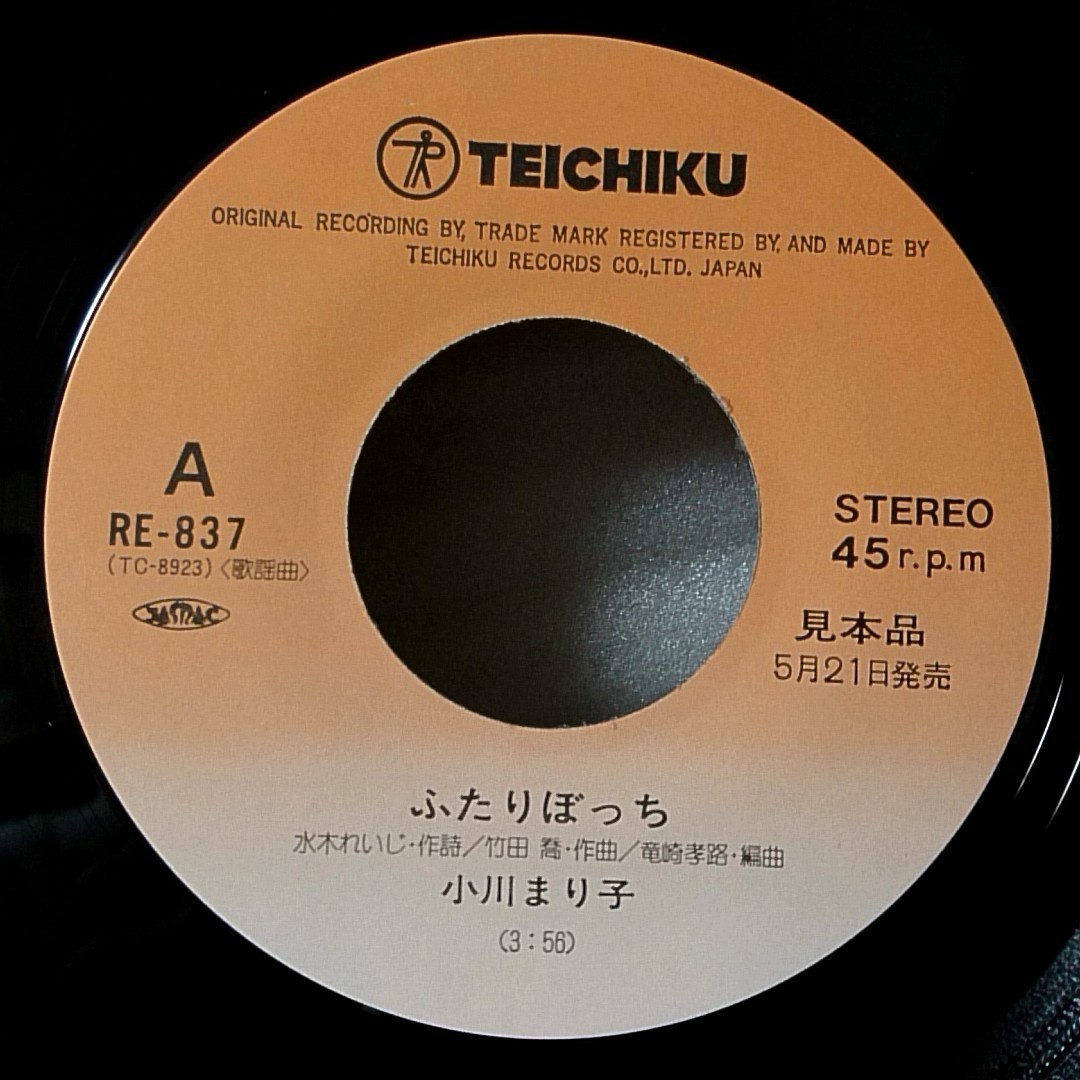 TEICHIKU
ORIGINAL RECORDING BY, TRADE MARK REGISTERED BY, AND MADE BY
TEICHIKU RECORDS CO.,LTD. JAPAN
A
RE-837
(TC-8923)〈歌謡曲〉
JASRAC
STEREO
45 r.p.m
見本品
5月21日発売
ふたりぼっち
水木れいじ・作詩／竹田 喬・作曲／竜崎孝路・編曲
小川まり子
(3:56)